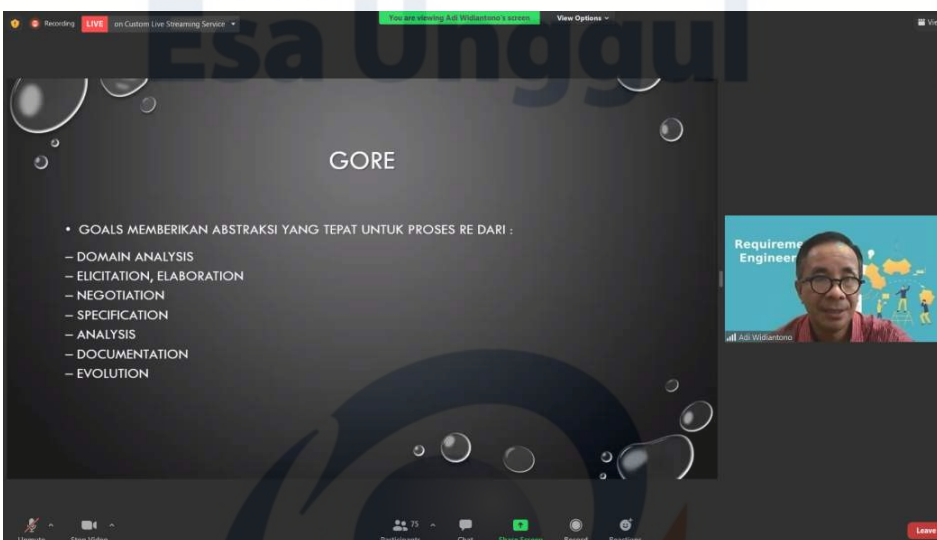 Esa Unggul
Recording LIVE on Custom Live Streaming Service
You are viewing Adi Widiantono's screen View Options
GORE
• GOALS MEMBERIKAN ABSTRAKSI YANG TEPAT UNTUK PROSES RE DARI :
– DOMAIN ANALYSIS
– ELICITATION, ELABORATION
– NEGOTIATION
– SPECIFICATION
– ANALYSIS
– DOCUMENTATION
– EVOLUTION
Adi Widiantono
75
Unmute Stop Video Participants Chat Share Screen Record Reactions
Leave